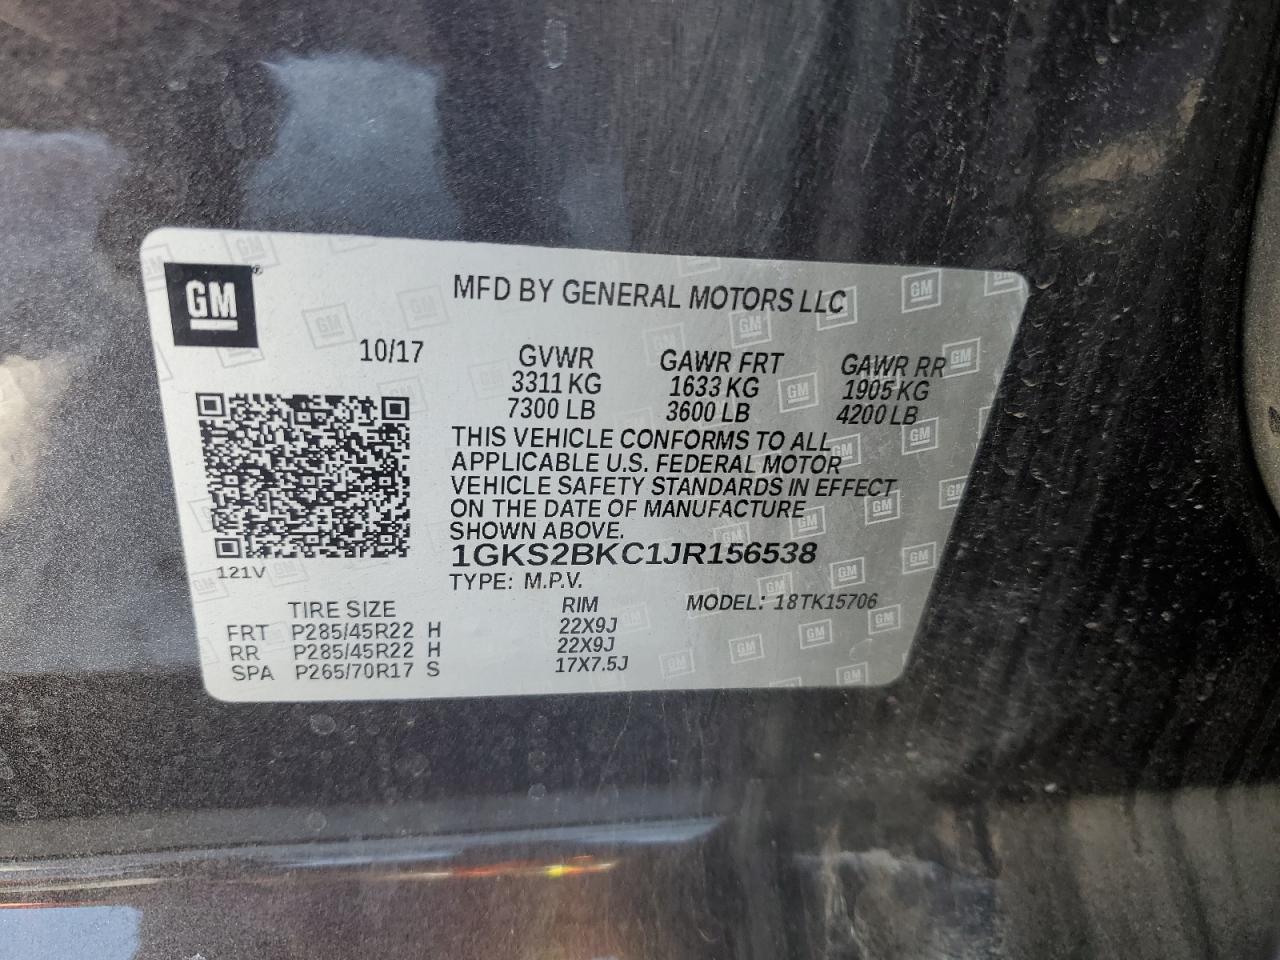 GM
MFD BY GENERAL MOTORS LLC
10/17
GVWR GAWR FRT GAWR RR
3311 KG 1633 KG 1905 KG
7300 LB 3600 LB 4200 LB
THIS VEHICLE CONFORMS TO ALL
APPLICABLE U.S. FEDERAL MOTOR
VEHICLE SAFETY STANDARDS IN EFFECT
ON THE DATE OF MANUFACTURE
SHOWN ABOVE.
1GKS2BKC1JR156538
121V
TYPE: M.P.V.
TIRE SIZE RIM MODEL: 18TK15706
FRT P285/45R22 H 22X9J
RR P285/45R22 H 22X9J
SPA P265/70R17 S 17X7.5J